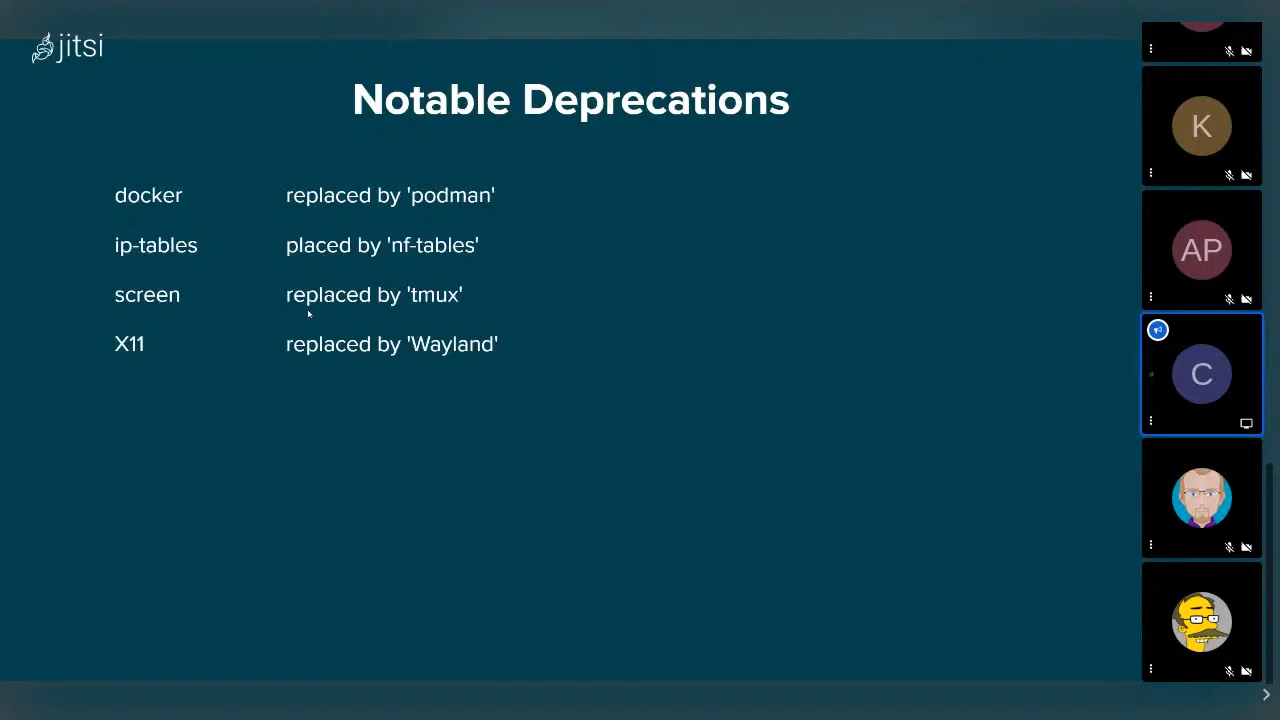 jitsi
Notable Deprecations
docker replaced by 'podman'
ip-tables placed by 'nf-tables'
screen replaced by 'tmux'
X11 replaced by 'Wayland'
K
AP
C